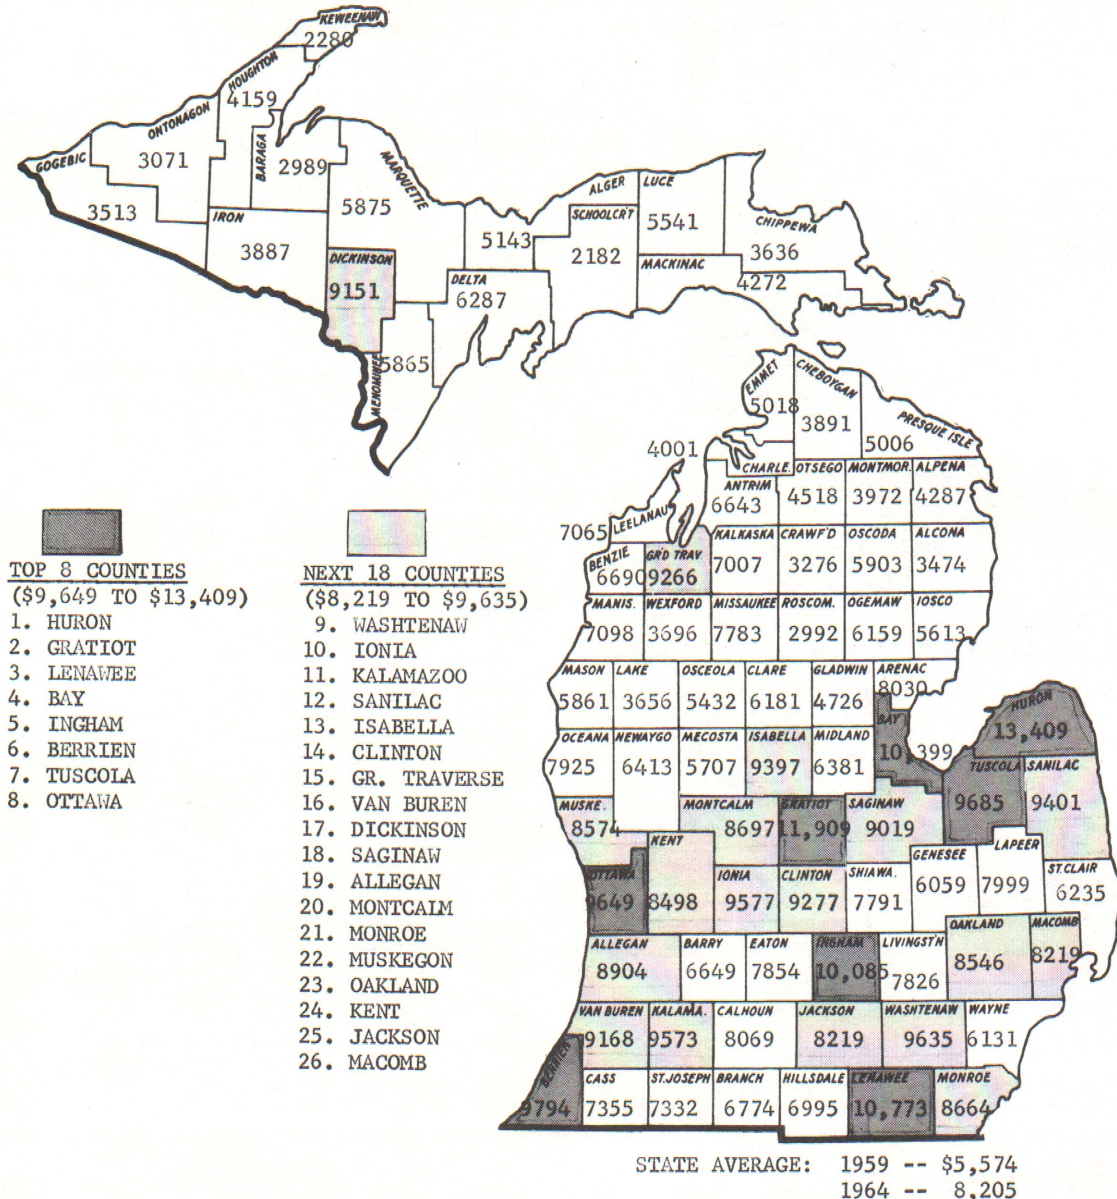 KEWEENAW
2280
HOUGHTON
4159
ONTONAGON
3071
GOGEBIC
3513
BARAGA
2989
MARQUETTE
5875
IRON
3887
DICKINSON
9151
MENOMINEE
5865
DELTA
6287
ALGER
5143
SCHOOLCR'T
2182
LUCE
5541
CHIPPEWA
3636
MACKINAC
4272
EMMET
5018
CHEBOYGAN
3891
PRESQUE ISLE
5006
4001
CHARLE. OTSEGO MONTMOR. ALPENA
ANTRIM
6643 4518 3972 4287
7065 LEELANAU
KALKASKA CRAWF'D OSCODA ALCONA
BENZIE GR'D TRAV.
6690 9266 7007 3276 5903 3474
MANIS. WEXFORD MISSAUKEE ROSCOM. OGEMAW IOSCO
7098 3696 7783 2992 6159 5613
MASON LAKE OSCEOLA CLARE GLADWIN ARENAC
5861 3656 5432 6181 4726 8030
HURON
13,409
BAY
10,399
OCEANA NEWAYGO MECOSTA ISABELLA MIDLAND
7925 6413 5707 9397 6381
TUSCOLA SANILAC
9685 9401
MUSKE. MONTCALM GRATIOT SAGINAW
8574 8697 11,909 9019
KENT
8498
LAPEER
7999
GENESEE
6059
ST.CLAIR
6235
OTTAWA IONIA CLINTON SHIAWA.
9649 9577 9277 7791
OAKLAND MACOMB
8546 8219
ALLEGAN BARRY EATON INGHAM LIVINGST'N
8904 6649 7854 10,085 7826
VAN BUREN KALAMA. CALHOUN JACKSON WASHTENAW WAYNE
9168 9573 8069 8219 9635 6131
BERRIEN
9794
CASS ST.JOSEPH BRANCH HILLSDALE LENAWEE MONROE
7355 7332 6774 6995 10,773 8664
TOP 8 COUNTIES
($9,649 TO $13,409)
1. HURON
2. GRATIOT
3. LENAWEE
4. BAY
5. INGHAM
6. BERRIEN
7. TUSCOLA
8. OTTAWA
NEXT 18 COUNTIES
($8,219 TO $9,635)
9. WASHTENAW
10. IONIA
11. KALAMAZOO
12. SANILAC
13. ISABELLA
14. CLINTON
15. GR. TRAVERSE
16. VAN BUREN
17. DICKINSON
18. SAGINAW
19. ALLEGAN
20. MONTCALM
21. MONROE
22. MUSKEGON
23. OAKLAND
24. KENT
25. JACKSON
26. MACOMB
STATE AVERAGE: 1959 -- $5,574
1964 -- 8,205